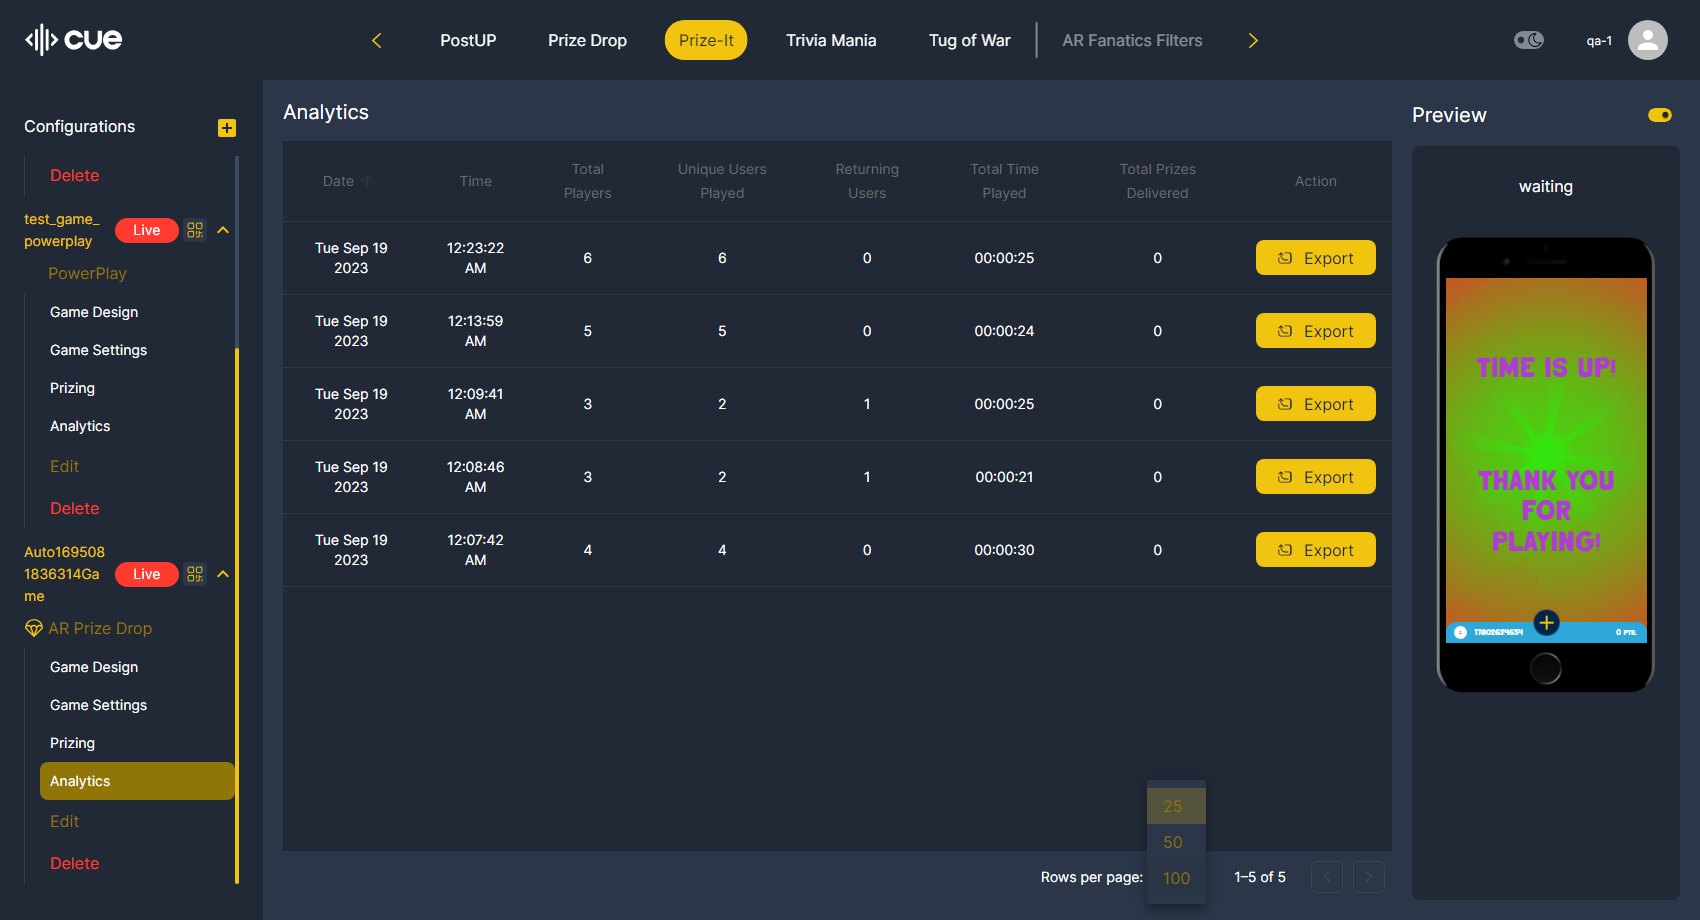 cue
PostUP
Prize Drop
Prize-It
Trivia Mania
Tug of War
AR Fanatics Filters
qa-1
Configurations
Delete
test_game_
powerplay
Live
PowerPlay
Game Design
Game Settings
Prizing
Analytics
Edit
Delete
Auto169508
1836314Ga
me
Live
AR Prize Drop
Game Design
Game Settings
Prizing
Analytics
Edit
Delete
Analytics
Date
Time
Total
Players
Unique Users
Played
Returning
Users
Total Time
Played
Total Prizes
Delivered
Action
Tue Sep 19
2023
12:23:22
AM
6
6
0
00:00:25
0
Export
Tue Sep 19
2023
12:13:59
AM
5
5
0
00:00:24
0
Export
Tue Sep 19
2023
12:09:41
AM
3
2
1
00:00:25
0
Export
Tue Sep 19
2023
12:08:46
AM
3
2
1
00:00:21
0
Export
Tue Sep 19
2023
12:07:42
AM
4
4
0
00:00:30
0
Export
25
50
100
Rows per page:
1–5 of 5
Preview
waiting
TIME IS UP!
THANK YOU
FOR
PLAYING!
17802624634
0 PTS.